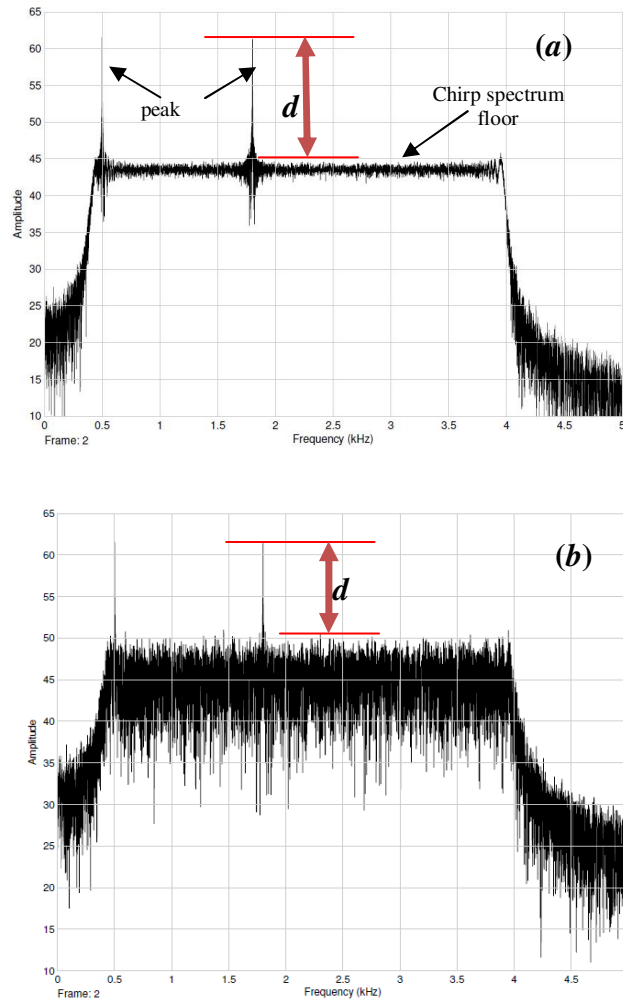 65
(a)
60
peak
d
Chirp spectrum
floor
55
50
45
40
Amplitude
35
30
25
20
15
10
0 0.5 1 1.5 2 2.5 3 3.5 4 4.5 5
Frame: 2
Frequency (kHz)
65
(b)
60
d
55
50
45
40
Amplitude
35
30
25
20
15
10
0 0.5 1 1.5 2 2.5 3 3.5 4 4.5
Frame: 2
Frequency (kHz)